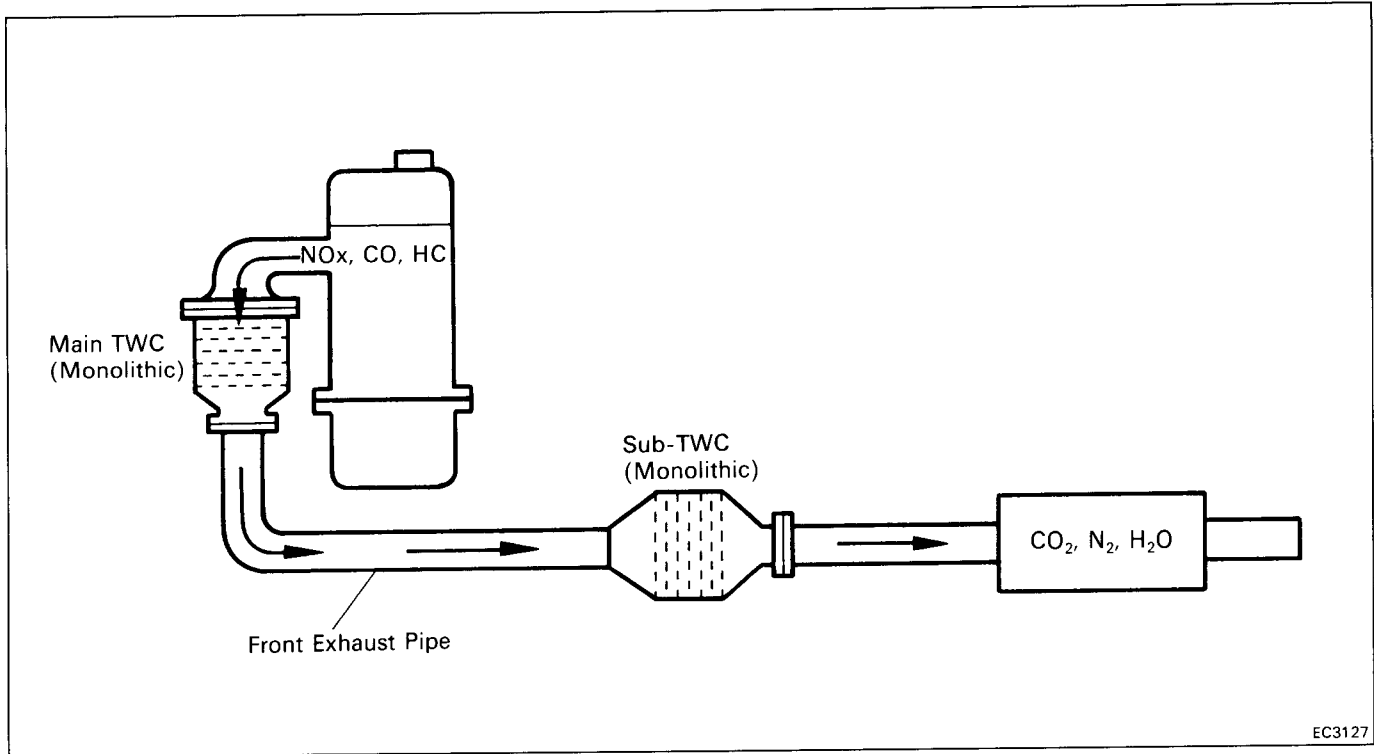 NOx, CO, HC
Main TWC
(Monolithic)
Sub-TWC
(Monolithic)
CO₂, N₂, H₂O
Front Exhaust Pipe
EC3127